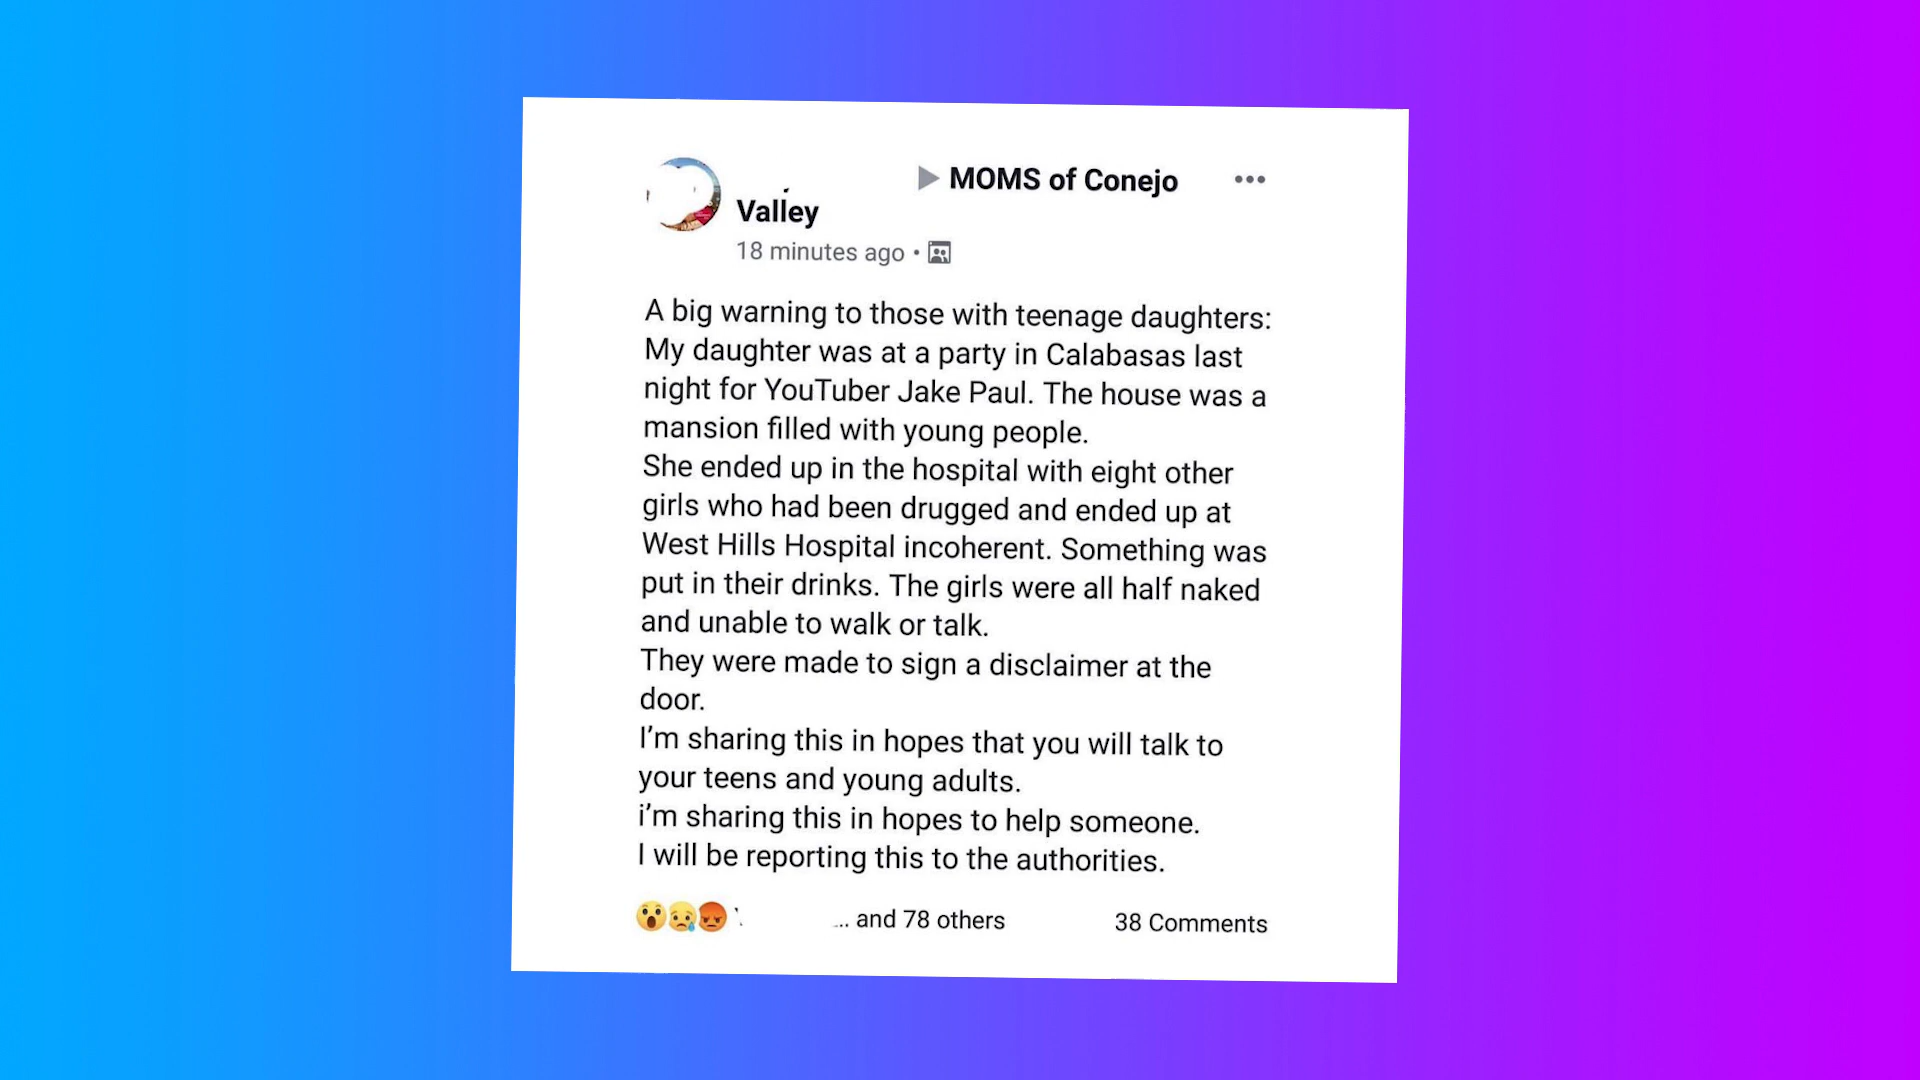 ▶ MOMS of Conejo
Valley
18 minutes ago •
A big warning to those with teenage daughters:
My daughter was at a party in Calabasas last
night for YouTuber Jake Paul. The house was a
mansion filled with young people.
She ended up in the hospital with eight other
girls who had been drugged and ended up at
West Hills Hospital incoherent. Something was
put in their drinks. The girls were all half naked
and unable to walk or talk.
They were made to sign a disclaimer at the
door.
I’m sharing this in hopes that you will talk to
your teens and young adults.
i’m sharing this in hopes to help someone.
I will be reporting this to the authorities.
... and 78 others
38 Comments